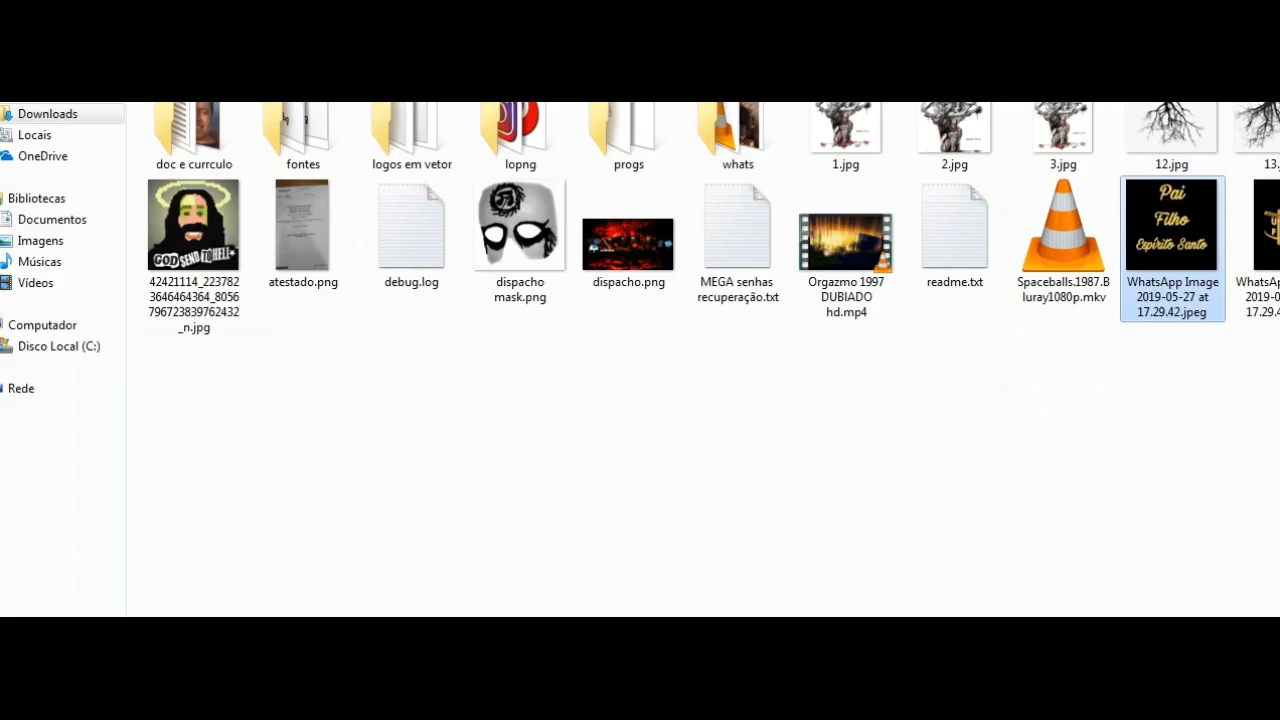 Downloads
Locais
OneDrive
Bibliotecas
Documentos
Imagens
Músicas
Vídeos
Computador
Disco Local (C:)
Rede
doc e currculo
fontes
logos em vetor
lopng
progs
whats
1.jpg
2.jpg
3.jpg
12.jpg
13.
GOD SEND TO HELL
Pai
Filho
Espírito Santo
42421114_223782
3646464364_8056
796723839762432
_n.jpg
atestado.png
debug.log
dispacho
mask.png
dispacho.png
MEGA senhas
recuperação.txt
Orgazmo 1997
DUBIADO
hd.mp4
readme.txt
Spaceballs.1987.B
luray1080p.mkv
WhatsApp Image
2019-05-27 at
17.29.42.jpeg
WhatsAp
2019-0
17.29.4